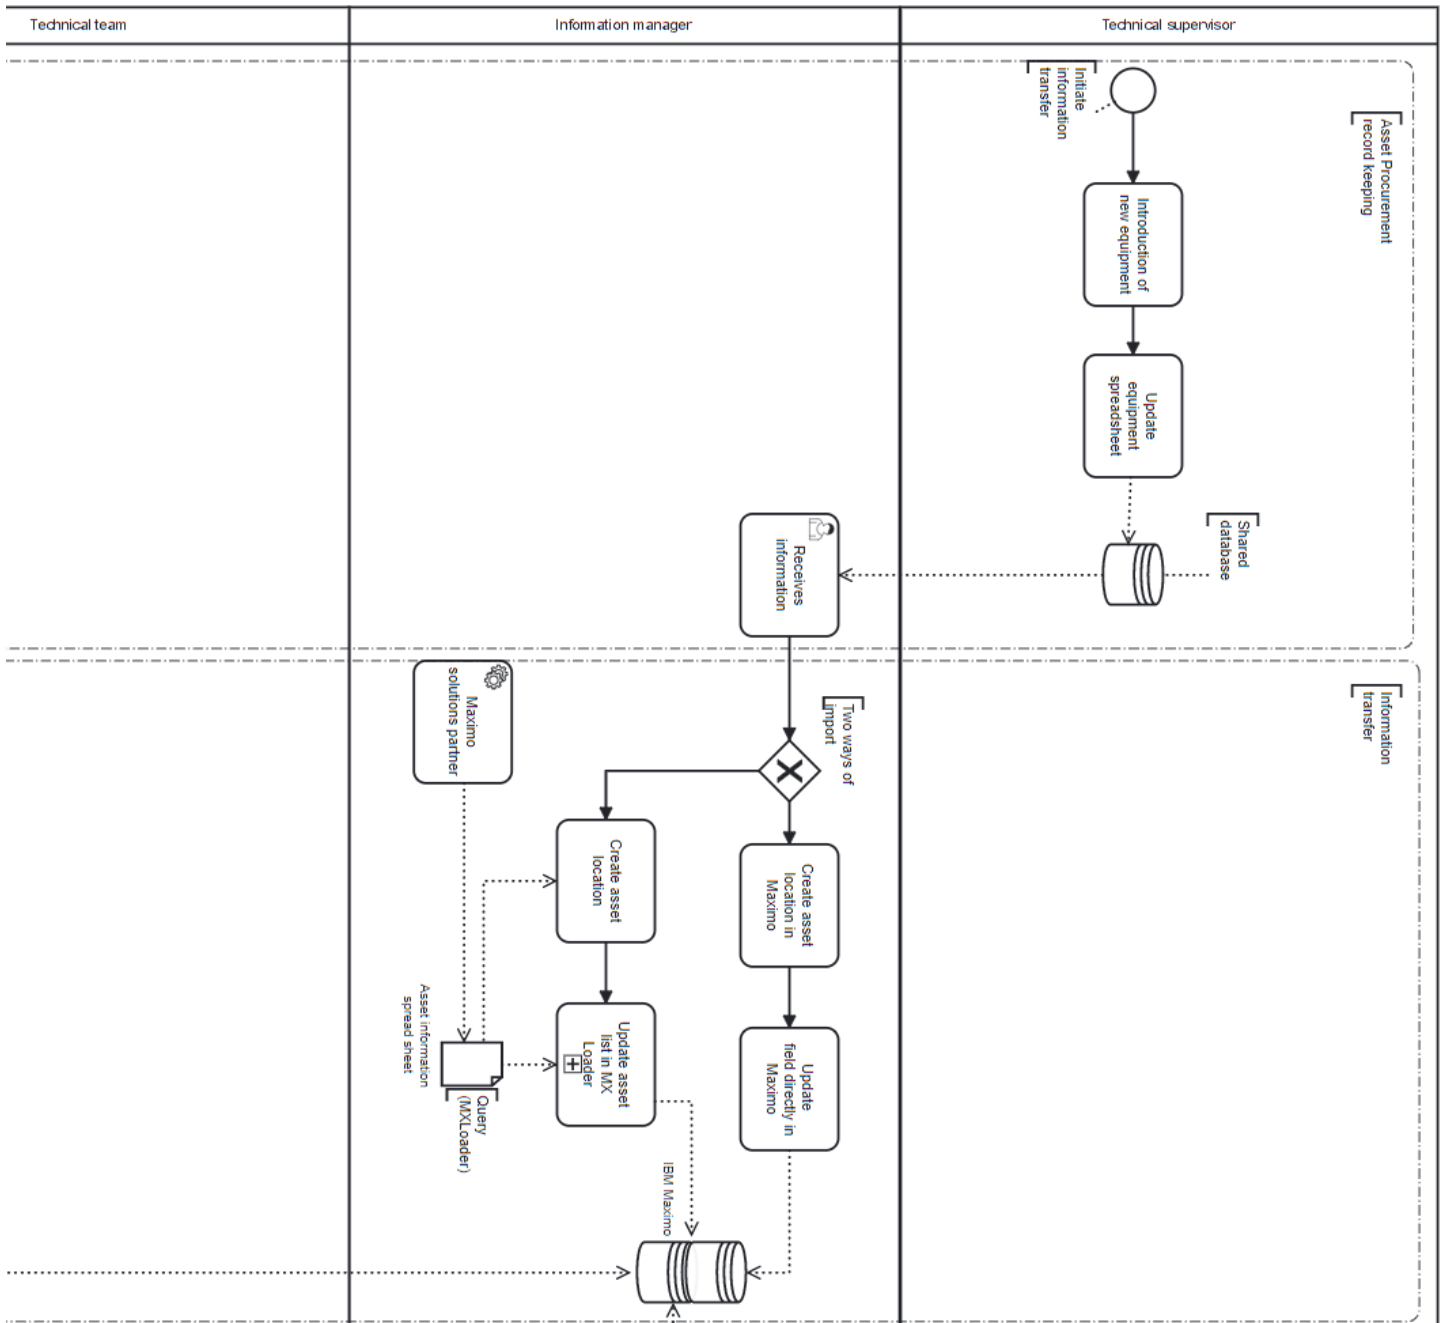 Technical team
Information manager
Technical supervisor
Initiate
information
transfer
Asset Procurement
record keeping
Introduction of
new equipment
Update
equipment
spreadsheet
Shared
database
Receives
information
Information
transfer
Two ways of
import
Maximo
solutions partner
Create asset
location
Create asset
location in
Maximo
Update asset
list in MX
Loader
Update
field directly in
Maximo
Asset information
spread sheet
Query
(MXLoader)
IBM Maximo